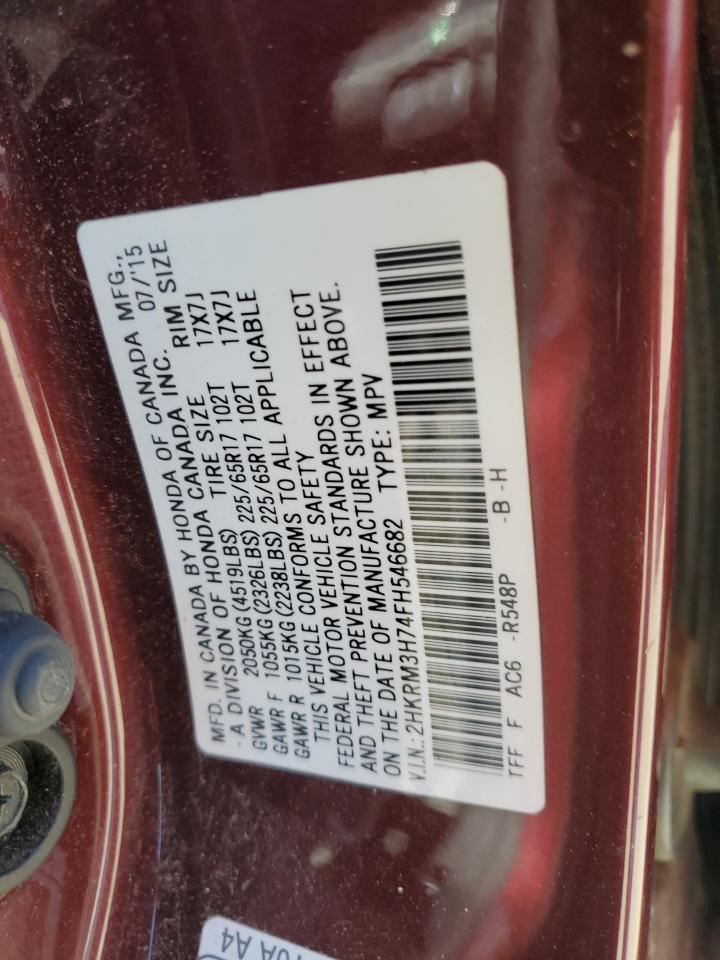 MFD. IN CANADA BY HONDA OF CANADA MFG.,
- A DIVISION OF HONDA CANADA INC. 07/'15
TIRE SIZE RIM SIZE
GVWR 2050KG(4519LBS)
GAWR F 1055KG(2326LBS) 225/65R17 102T 17X7J
GAWR R 1015KG(2238LBS) 225/65R17 102T 17X7J
THIS VEHICLE CONFORMS TO ALL APPLICABLE
FEDERAL MOTOR VEHICLE SAFETY
AND THEFT PREVENTION STANDARDS IN EFFECT
ON THE DATE OF MANUFACTURE SHOWN ABOVE.
V.I.N.:2HKRM3H74FH546682 TYPE: MPV
TFF F AC6 -R548P -B -H
0A A4